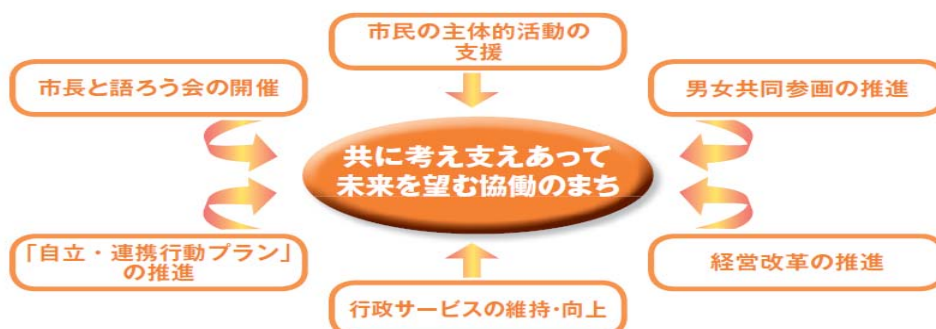 市民の主体的活動の
支援
市長と語ろう会の開催
男女共同参画の推進
共に考え支えあって
未来を望む協働のまち
「自立・連携行動プラン」
の推進
経営改革の推進
行政サービスの維持・向上